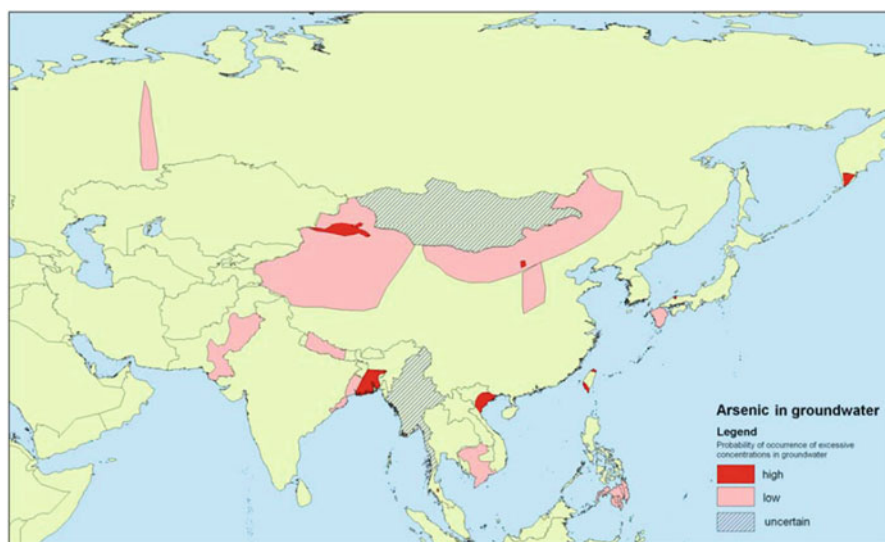 Arsenic in groundwater
Legend
Probability of occurrence of excessive
concentrations in groundwater
high
low
uncertain